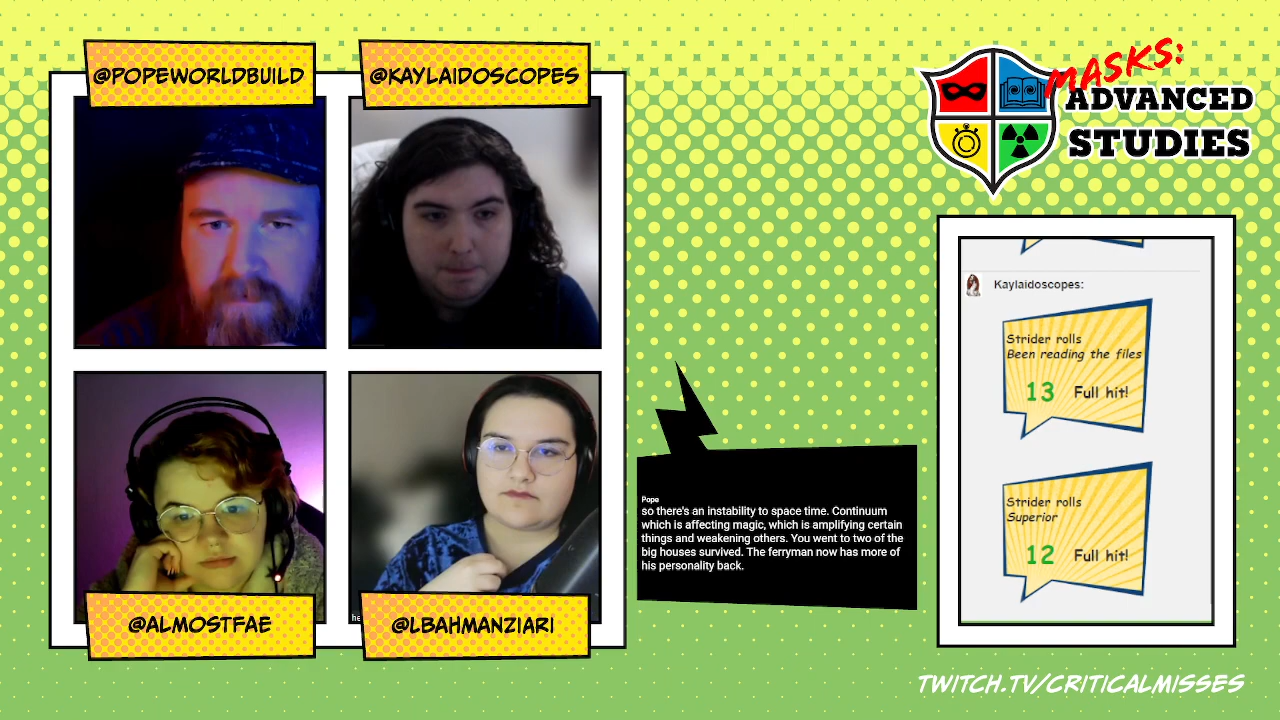 @POPEWORLDBUILD
@KAYLAIDOSCOPES
@ALMOSTFAE
@LBAHMANZIARI
he
Pope
so there's an instability to space time. Continuum
which is affecting magic, which is amplifying certain
things and weakening others. You went to two of the
big houses survived. The ferryman now has more of
his personality back.
MASKS:
ADVANCED
STUDIES
Kaylaidoscopes:
Strider rolls
Been reading the files
13 Full hit!
Strider rolls
Superior
12 Full hit!
TWITCH.TV/CRITICALMISSES